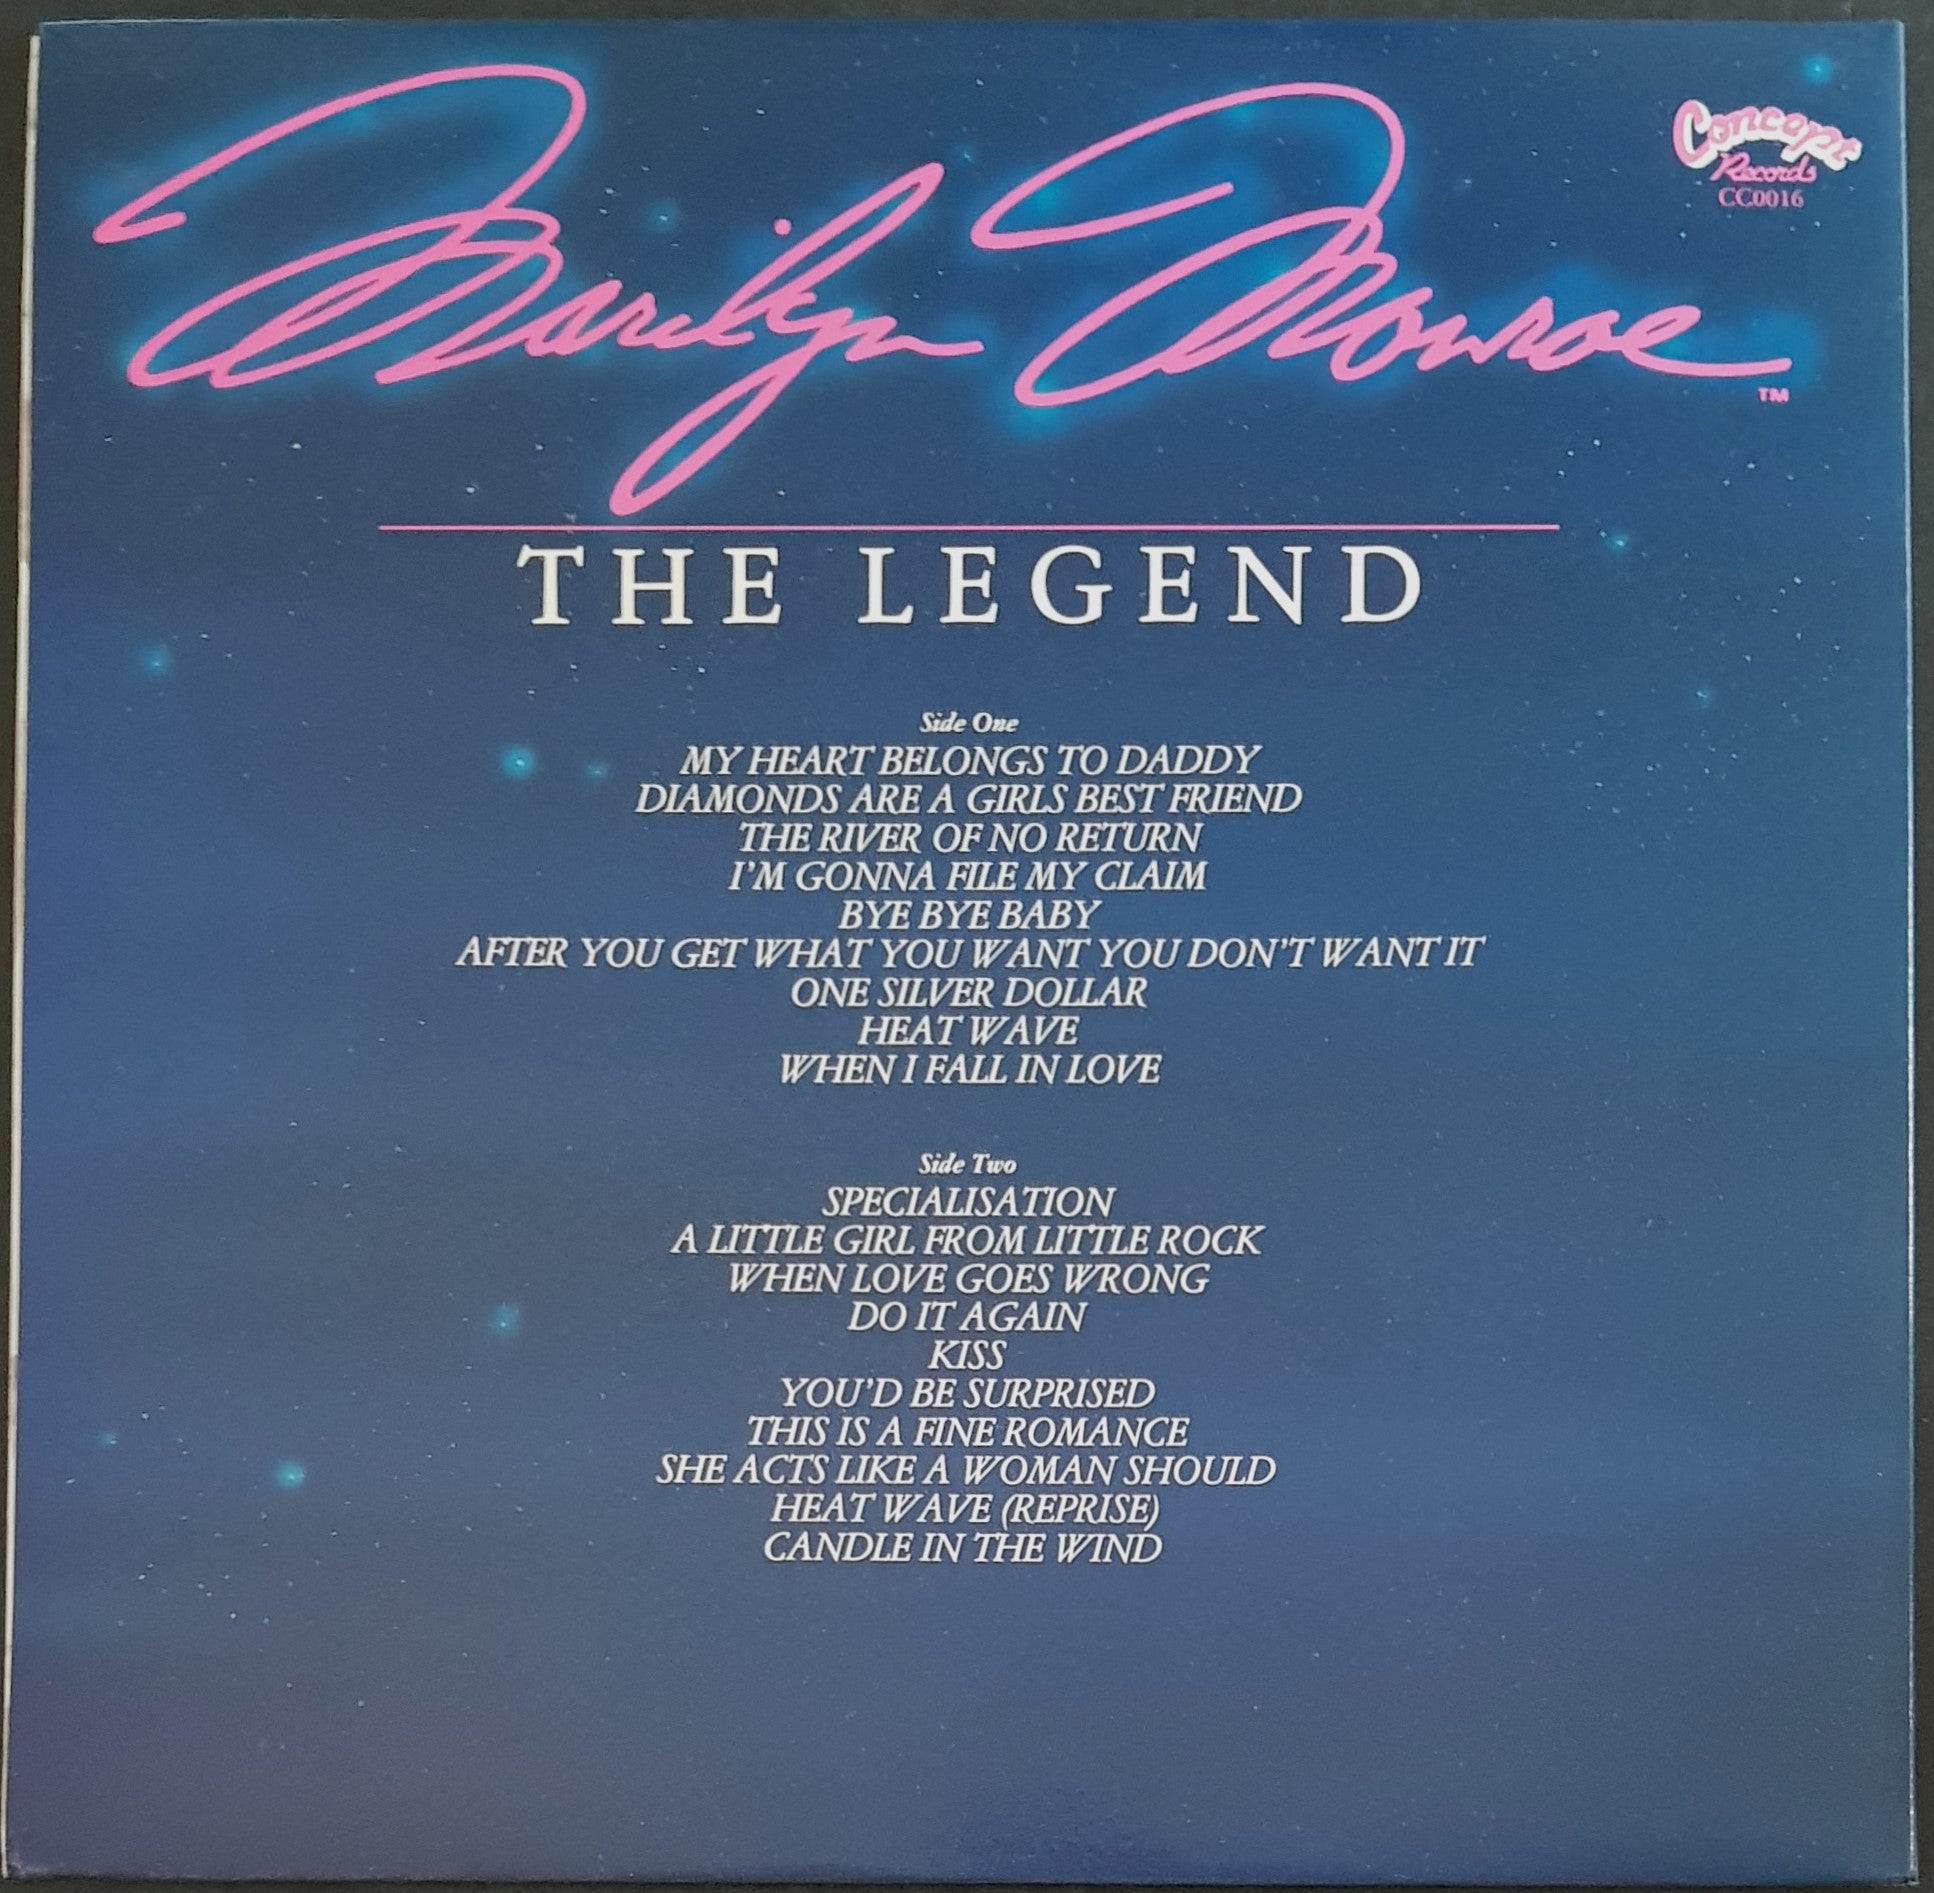 Marilyn Monroe
TM
Concept
Records
CC0016
THE LEGEND
Side One
MY HEART BELONGS TO DADDY
DIAMONDS ARE A GIRLS BEST FRIEND
THE RIVER OF NO RETURN
I'M GONNA FILE MY CLAIM
BYE BYE BABY
AFTER YOU GET WHAT YOU WANT YOU DON'T WANT IT
ONE SILVER DOLLAR
HEAT WAVE
WHEN I FALL IN LOVE
Side Two
SPECIALISATION
A LITTLE GIRL FROM LITTLE ROCK
WHEN LOVE GOES WRONG
DO IT AGAIN
KISS
YOU'D BE SURPRISED
THIS IS A FINE ROMANCE
SHE ACTS LIKE A WOMAN SHOULD
HEAT WAVE (REPRISE)
CANDLE IN THE WIND